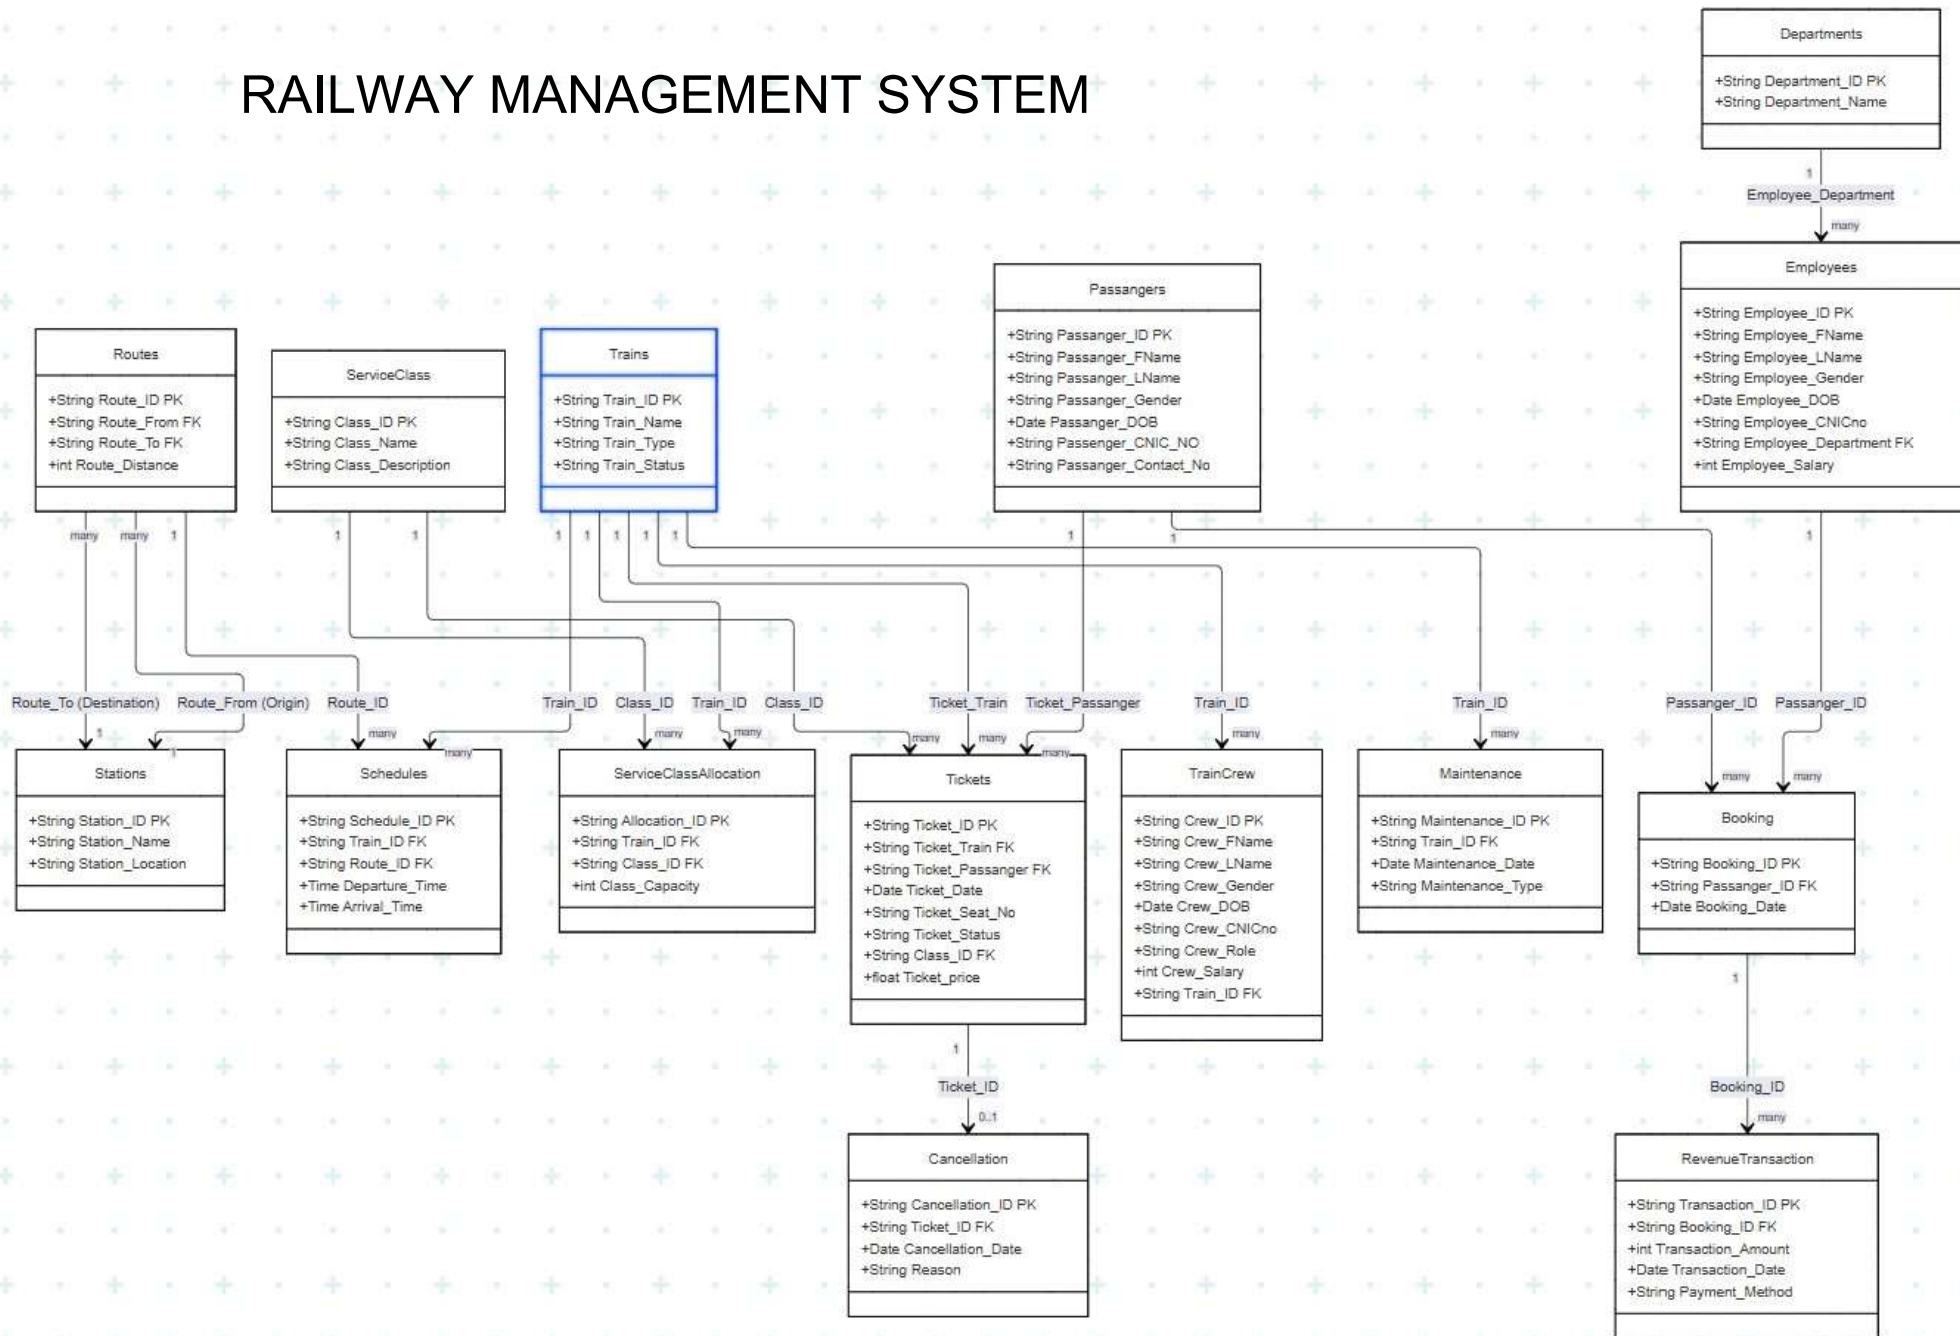 RAILWAY MANAGEMENT SYSTEM
Departments
+String Department_ID PK
+String Department_Name
1
Employee_Department
many
Employees
+String Employee_ID PK
+String Employee_FName
+String Employee_LName
+String Employee_Gender
+Date Employee_DOB
+String Employee_CNICno
+String Employee_Department FK
+int Employee_Salary
Passangers
+String Passanger_ID PK
+String Passanger_FName
+String Passanger_LName
+String Passanger_Gender
+Date Passanger_DOB
+String Passenger_CNIC_NO
+String Passanger_Contact_No
Routes
+String Route_ID PK
+String Route_From FK
+String Route_To FK
+int Route_Distance
ServiceClass
+String Class_ID PK
+String Class_Name
+String Class_Description
Trains
+String Train_ID PK
+String Train_Name
+String Train_Type
+String Train_Status
many
many
1
1
1
1
1
1
1
1
1
1
1
Route_To (Destination)
Route_From (Origin)
Route_ID
Train_ID
Class_ID
Train_ID
Class_ID
Ticket_Train
Ticket_Passanger
Train_ID
Train_ID
Passanger_ID
Passanger_ID
1
1
many
many
many
many
many
many
many
many
many
many
many
Stations
+String Station_ID PK
+String Station_Name
+String Station_Location
Schedules
+String Schedule_ID PK
+String Train_ID FK
+String Route_ID FK
+Time Departure_Time
+Time Arrival_Time
ServiceClassAllocation
+String Allocation_ID PK
+String Train_ID FK
+String Class_ID FK
+int Class_Capacity
Tickets
+String Ticket_ID PK
+String Ticket_Train FK
+String Ticket_Passanger FK
+Date Ticket_Date
+String Ticket_Seat_No
+String Ticket_Status
+String Class_ID FK
+float Ticket_price
TrainCrew
+String Crew_ID PK
+String Crew_FName
+String Crew_LName
+String Crew_Gender
+Date Crew_DOB
+String Crew_CNICno
+String Crew_Role
+int Crew_Salary
+String Train_ID FK
Maintenance
+String Maintenance_ID PK
+String Train_ID FK
+Date Maintenance_Date
+String Maintenance_Type
Booking
+String Booking_ID PK
+String Passanger_ID FK
+Date Booking_Date
1
Ticket_ID
0..1
1
Booking_ID
many
Cancellation
+String Cancellation_ID PK
+String Ticket_ID FK
+Date Cancellation_Date
+String Reason
RevenueTransaction
+String Transaction_ID PK
+String Booking_ID FK
+int Transaction_Amount
+Date Transaction_Date
+String Payment_Method